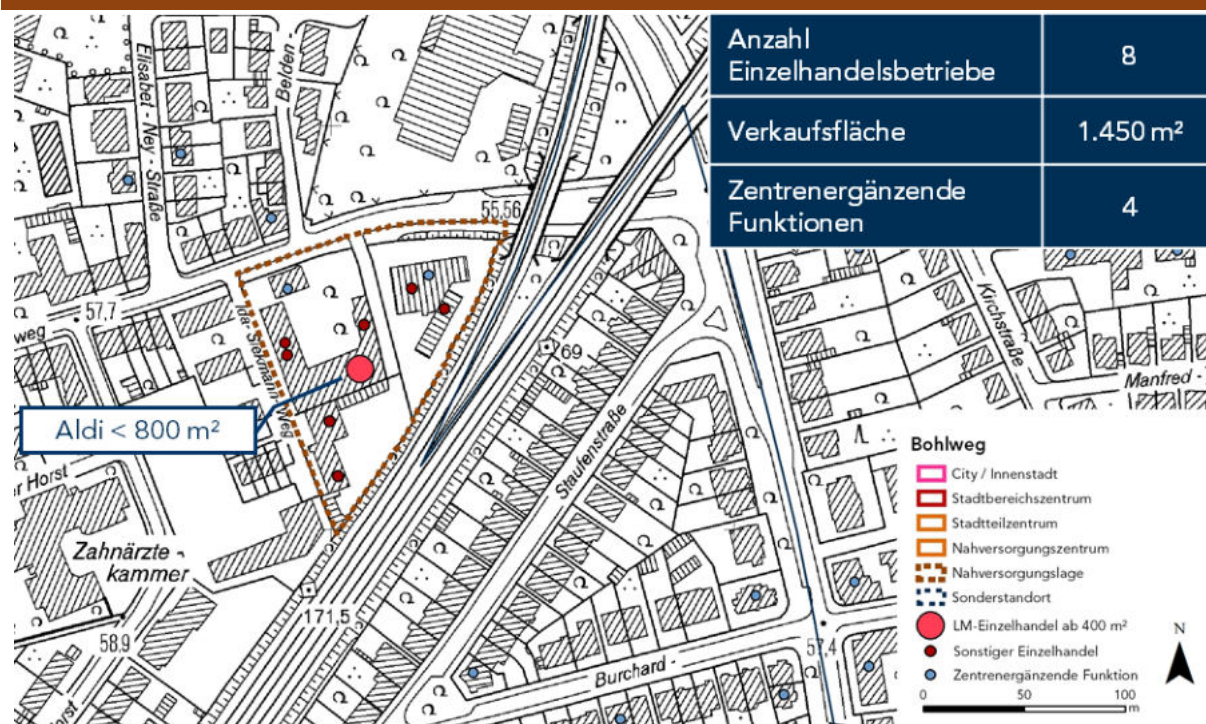 Anzahl
Einzelhandelsbetriebe
8
Verkaufsfläche
1.450 m²
Zentrenergänzende
Funktionen
4
Elisabet - Ney - Straße
Belden -
55,56
57,7
weg
Ida-Siekmann-Weg
69
Aldi < 800 m²
Horst
Zahnärzte -
kammer
58,9
171,5
Staufenstraße
Kirchstraße
Manfred -
Burchard -
57,4
Bohlweg
City / Innenstadt
Stadtbereichszentrum
Stadtteilzentrum
Nahversorgungszentrum
Nahversorgungslage
Sonderstandort
LM-Einzelhandel ab 400 m²
Sonstiger Einzelhandel
Zentrenergänzende Funktion
N
0 50 100
m